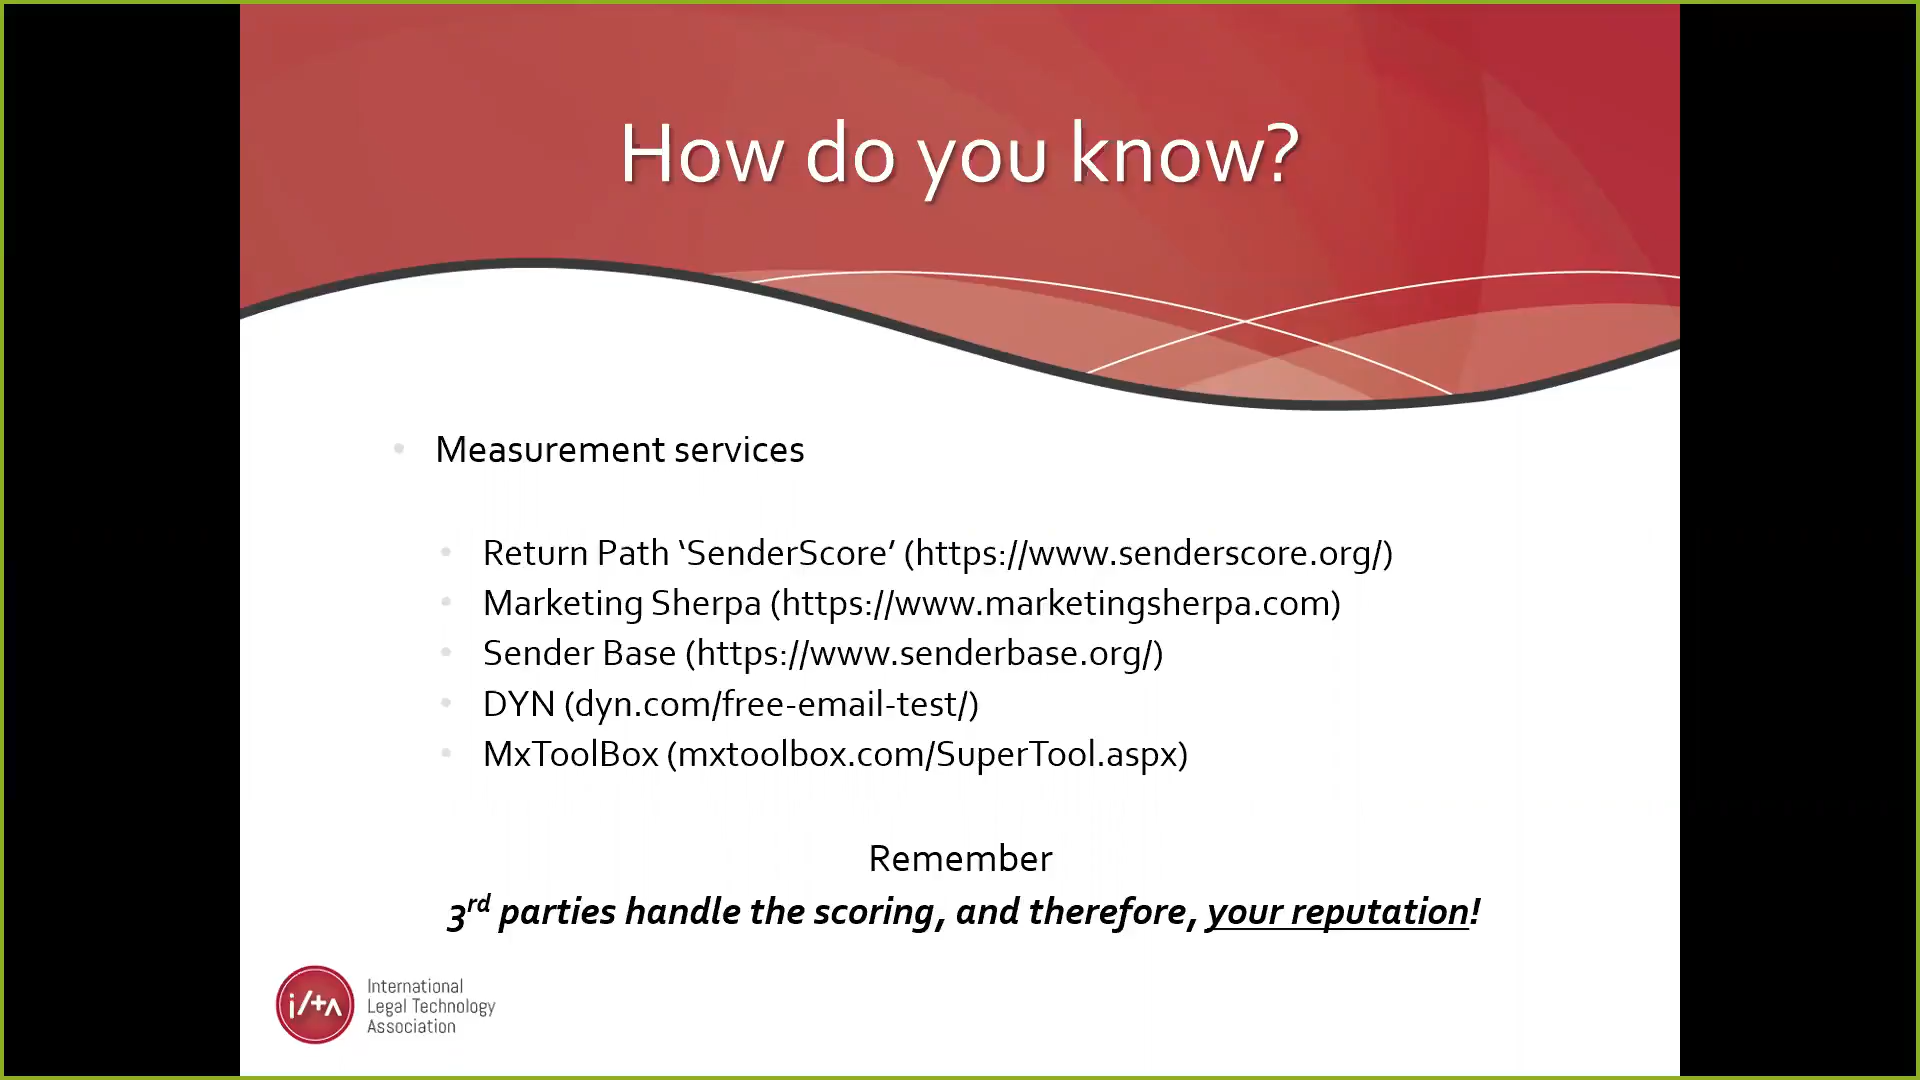 How do you know?
Measurement services
Return Path ‘SenderScore’ (https://www.senderscore.org/)
Marketing Sherpa (https://www.marketingsherpa.com)
Sender Base (https://www.senderbase.org/)
DYN (dyn.com/free-email-test/)
MxToolBox (mxtoolbox.com/SuperTool.aspx)
Remember
3rd parties handle the scoring, and therefore, your reputation!
i/+Λ
International
Legal Technology
Association